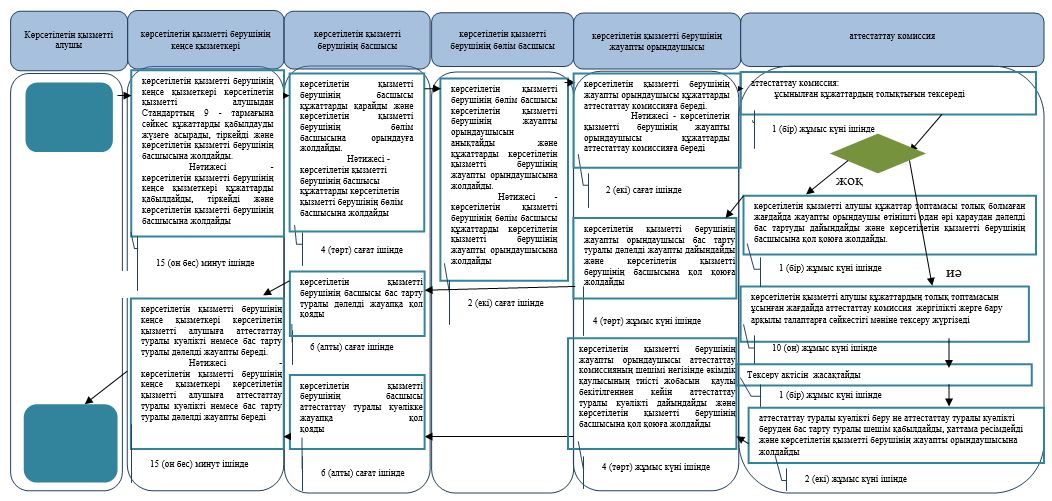 Көрсетілетін қызметті
алушы
көрсетілетін қызметті берушінің
кеңсе қызметкері
көрсетілетін қызметті
берушінің басшысы
көрсетілетін қызметті
берушінің бөлім басшысы
көрсетілетін қызметті берушінің
жауапты орындаушысы
аттестаттау комиссия
көрсетілетін қызметті берушінің
кеңсе қызметкері көрсетілетін
қызметті алушыдан
Стандарттың 9 - тармағына
сәйкес құжаттарды қабылдауды
жүзеге асырады, тіркейді және
көрсетілетін қызметті берушінің
басшысына жолдайды.
Нәтижесі -
көрсетілетін қызметті берушінің
кеңсе қызметкері құжаттарды
қабылдайды, тіркейді және
көрсетілетін қызметті берушінің
басшысына жолдайды
15 (он бес) минут ішінде
көрсетілетін қызметті берушінің
кеңсе қызметкері көрсетілетін
қызметті алушыға аттестаттау
туралы куәлікті немесе бас тарту
туралы дәлелді жауапты береді.
Нәтижесі -
көрсетілетін қызметті берушінің
кеңсе қызметкері көрсетілетін
қызметті алушыға аттестаттау
туралы куәлікті немесе бас тарту
туралы дәлелді жауапты береді
15 (он бес) минут ішінде
көрсетілетін қызметті
берушінің басшысы
құжаттарды қарайды және
көрсетілетін қызметті
берушінің бөлім
басшысына орындауға
жолдайды.
Нәтижесі -
көрсетілетін қызметті
берушінің басшысы
құжаттарды көрсетілетін
қызметті берушінің бөлім
басшысына жолдайды
4 (төрт) сағат ішінде
көрсетілетін қызметті
берушінің басшысы бас тарту
туралы дәлелді жауапқа қол
қояды
6 (алты) сағат ішінде
көрсетілетін қызметті
берушінің басшысы
аттестаттау туралы куәлікке
жауапқа қол
қояды
6 (алты) сағат ішінде
көрсетілетін қызметті
берушінің бөлім басшысы
көрсетілетін қызметті
берушінің жауапты
орындаушысын
анықтайды және
құжаттарды көрсетілетін
қызметті берушінің
жауапты орындаушысына
жолдайды.
Нәтижесі -
көрсетілетін қызметті
берушінің бөлім басшысы
құжаттарды көрсетілетін
қызметті берушінің
жауапты орындаушысына
жолдайды
2 (екі) сағат ішінде
көрсетілетін қызметті берушінің
жауапты орындаушысы құжаттарды
аттестаттау комиссияға береді.
Нәтижесі - көрсетілетін
қызметті берушінің жауапты
орындаушысы құжаттарды
аттестаттау комиссияға береді
2 (екі) сағат ішінде
көрсетілетін қызметті берушінің
жауапты орындаушысы бас тарту
туралы дәлелді жауапты дайындайды
және көрсетілетін қызметті
берушінің басшысына қол қоюға
жолдайды
4 (төрт) жұмыс күні ішінде
көрсетілетін қызметті берушінің
жауапты орындаушысы аттестаттау
комиссияның шешімі негізінде әкімдік
қаулысының тиісті жобасын қаулы
бекітілгеннен кейін аттестаттау
туралы куәлікті дайындайды және
көрсетілетін қызметті берушінің
басшысына қол қоюға жолдайды
4 (төрт) жұмыс күні ішінде
аттестаттау комиссия:
ұсынылған құжаттардың толықтығын тексереді
1 (бір) жұмыс күні ішінде
ЖОҚ
көрсетілетін қызметті алушы құжаттар топтамасы толық болмаған
жағдайда жауапты орындаушы өтінішті одан әрі қараудан дәлелді
бас тартуды дайындайды және көрсетілетін қызметті берушінің
басшысына қол қоюға жолдайды.
1 (бір) жұмыс күні ішінде
ИӘ
көрсетілетін қызметті алушы құжаттардың толық топтамасын
ұсынған жағдайда аттестаттау комиссия жергілікті жерге бару
арқылы талаптарға сәйкестігі мәніне тексеру жүргізеді
10 (он) жұмыс күні ішінде
Тексеру актісін жасақтайды
1 (бір) жұмыс күні ішінде
аттестаттау туралы куәлікті беру не аттестаттау туралы куәлікті
беруден бас тарту туралы шешім қабылдайды, хаттама ресімдейді
және көрсетілетін қызметті берушінің жауапты орындаушысына
жолдайды
2 (екі) жұмыс күні ішінде